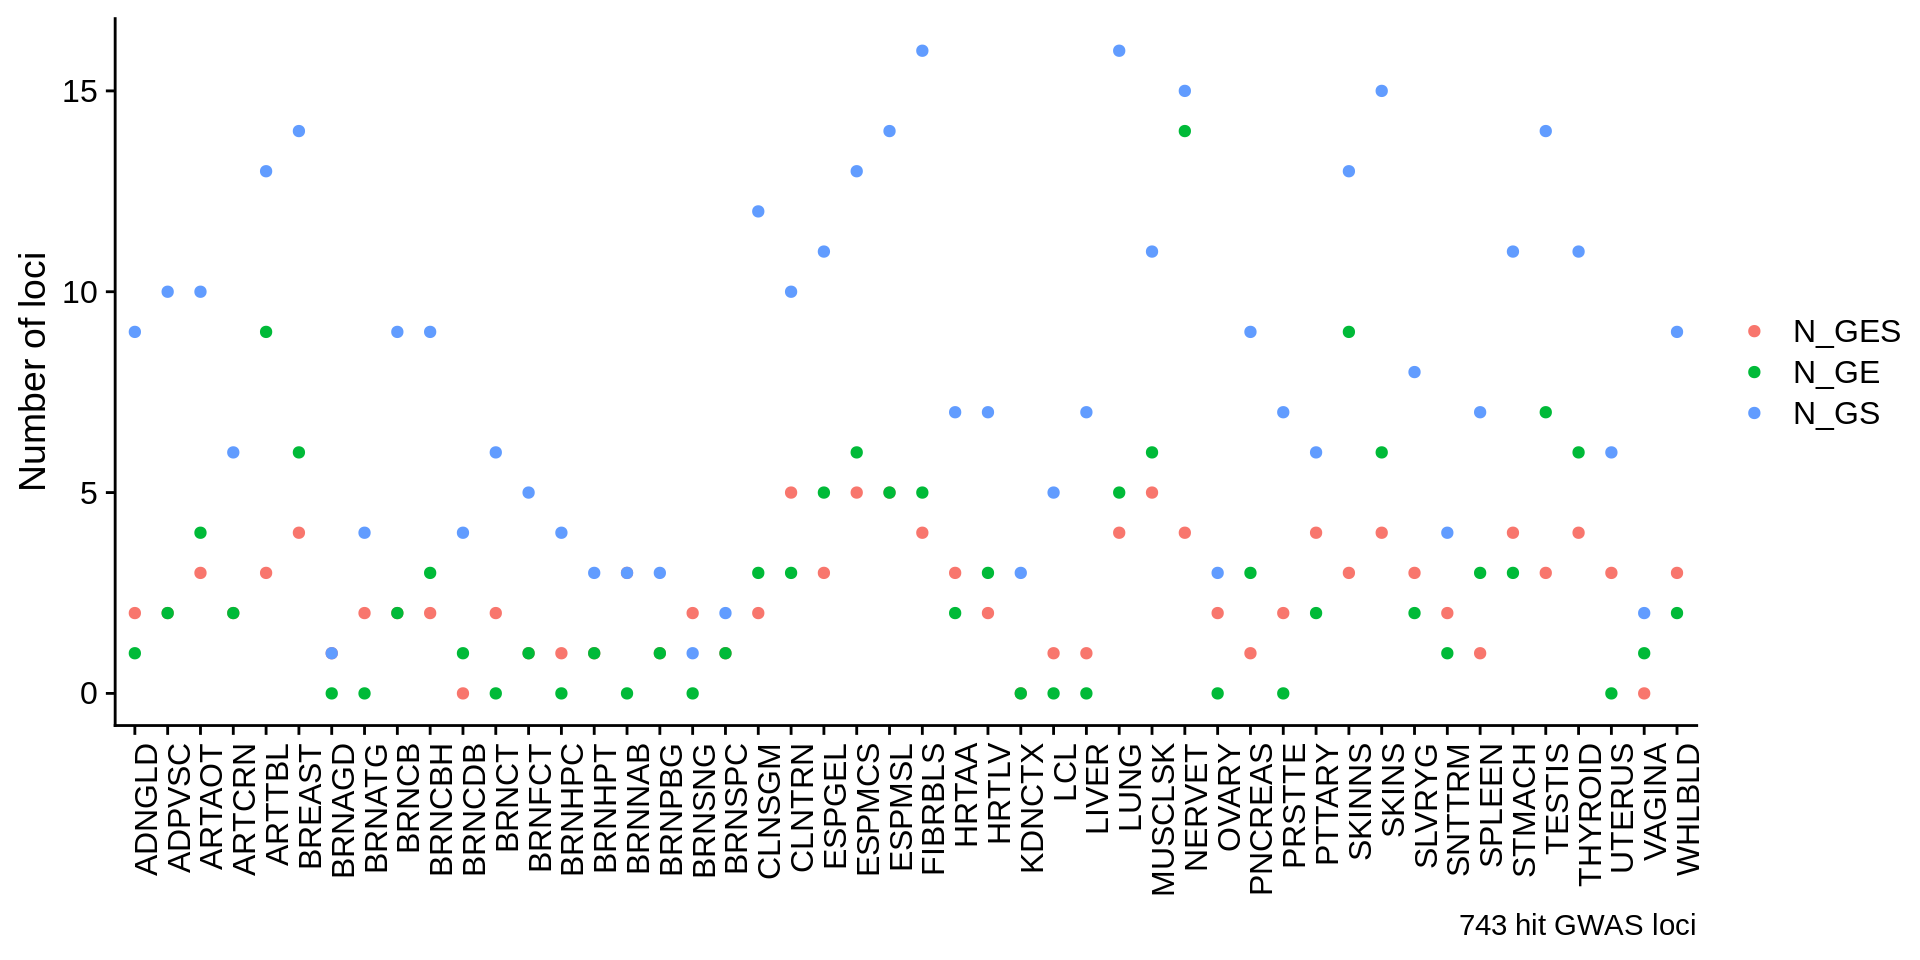 Number of loci
15
10
5
0
ADNGLD
ADPVSC
ARTAOT
ARTCRN
ARTTBL
BREAST
BRNAGD
BRNATG
BRNCB
BRNCBH
BRNCDB
BRNCT
BRNFCT
BRNHPC
BRNHPT
BRNNAB
BRNPBG
BRNSNG
BRNSPC
CLNSGM
CLNTRN
ESPGEL
ESPMCS
ESPMSL
FIBRBLS
HRTAA
HRTLV
KDNCTX
LCL
LIVER
LUNG
MUSCLSK
NERVET
OVARY
PNCREAS
PRSTTE
PTTARY
SKINNS
SKINS
SLVRYG
SNTTRM
SPLEEN
STMACH
TESTIS
THYROID
UTERUS
VAGINA
WHLBLD
N_GES
N_GE
N_GS
743 hit GWAS loci